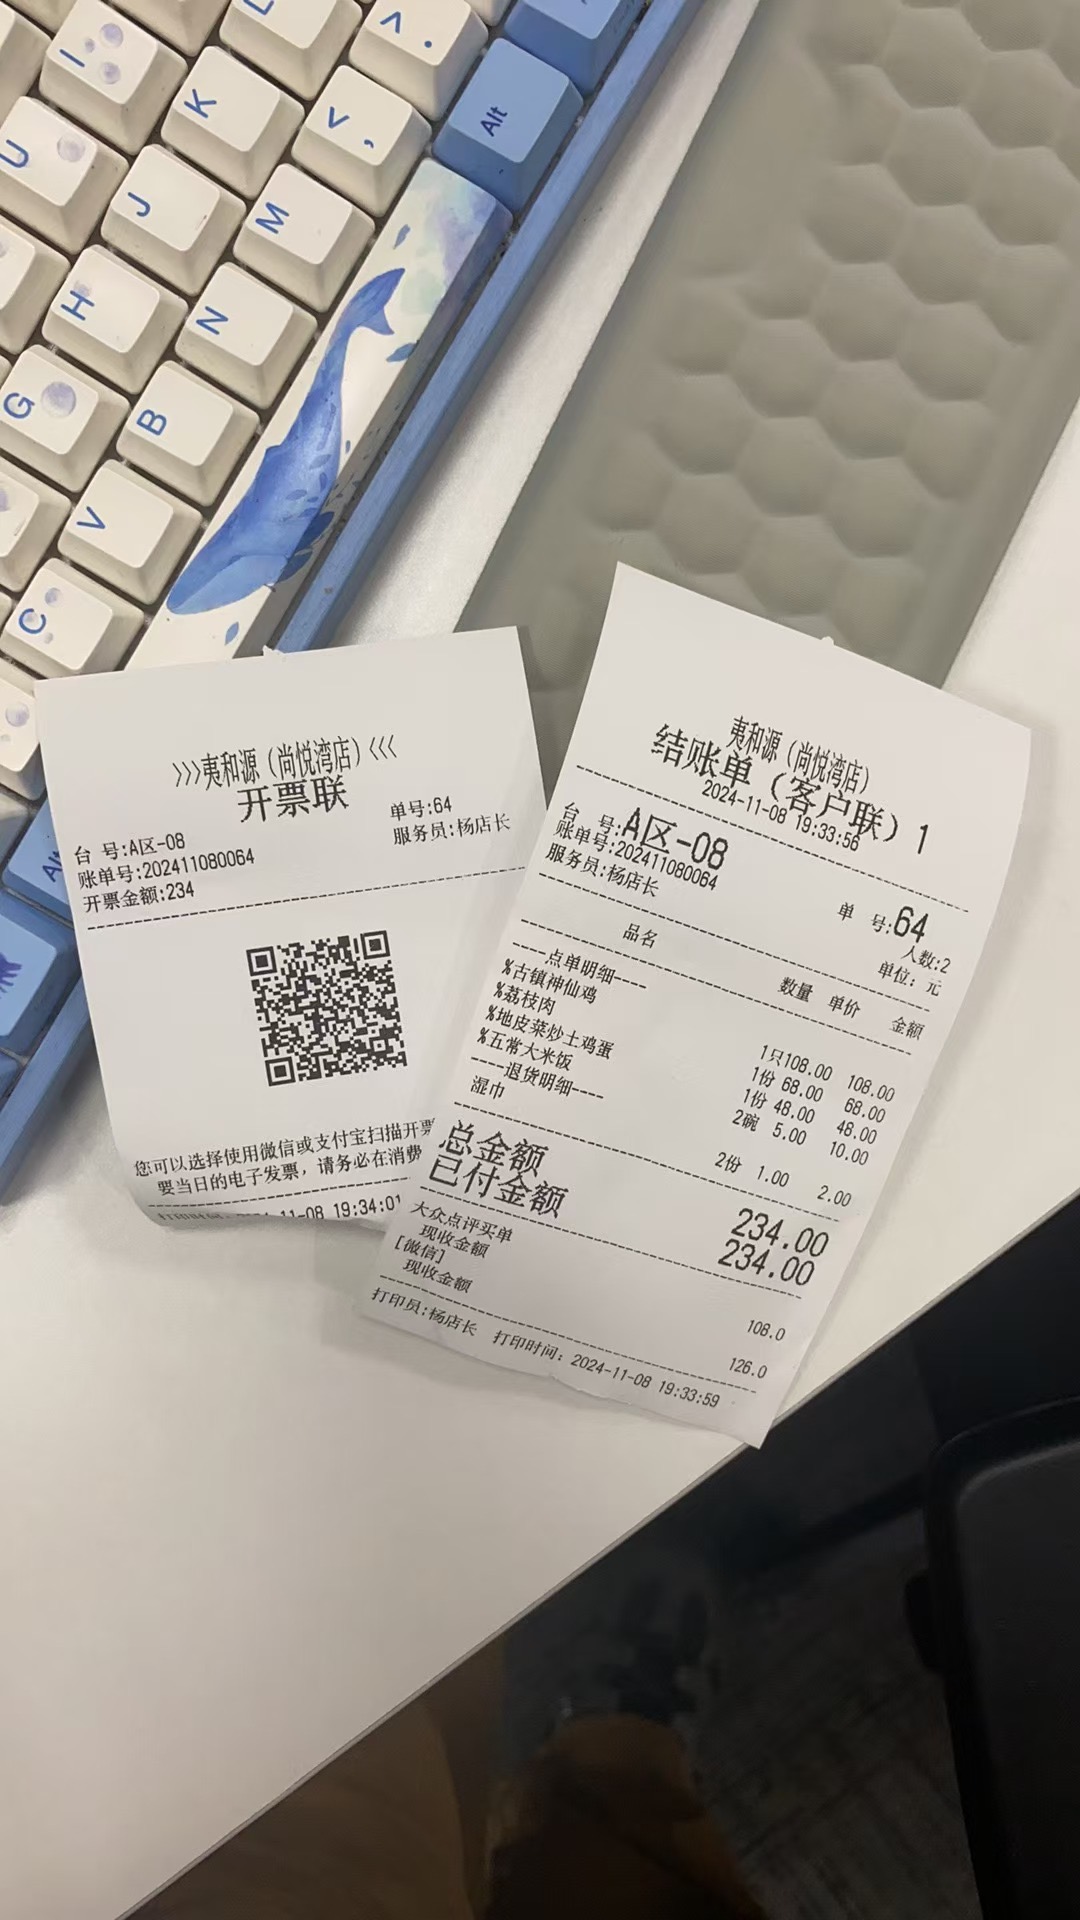 I
L
>
.
Alt
U
K
<
,
J
M
H
N
G
B
V
C
Alt
>>>夷和源（尚悦湾店）<<<
开票联
单号:64
台 号:A区-08
服务员:杨店长
账单号:202411080064
开票金额:234
您可以选择使用微信或支付宝扫描开票
要当日的电子发票，请务必在消费
打印时间: 11-08 19:34:01
夷和源（尚悦湾店）
结账单（客户联）1
2024-11-08 19:33:56
台 号:A区-08
单 号:64
账单号:202411080064
人数:2
服务员:杨店长
单位: 元
品名 数量 单价 金额
----点单明细----
%古镇神仙鸡 1只108.00 108.00
%荔枝肉 1份 68.00 68.00
%地皮菜炒土鸡蛋 1份 48.00 48.00
%五常大米饭 2碗 5.00 10.00
----退货明细----
湿巾 2份 1.00 2.00
总金额 234.00
已付金额 234.00
大众点评买单
现收金额 108.0
[微信]
现收金额 126.0
打印员:杨店长 打印时间: 2024-11-08 19:33:59